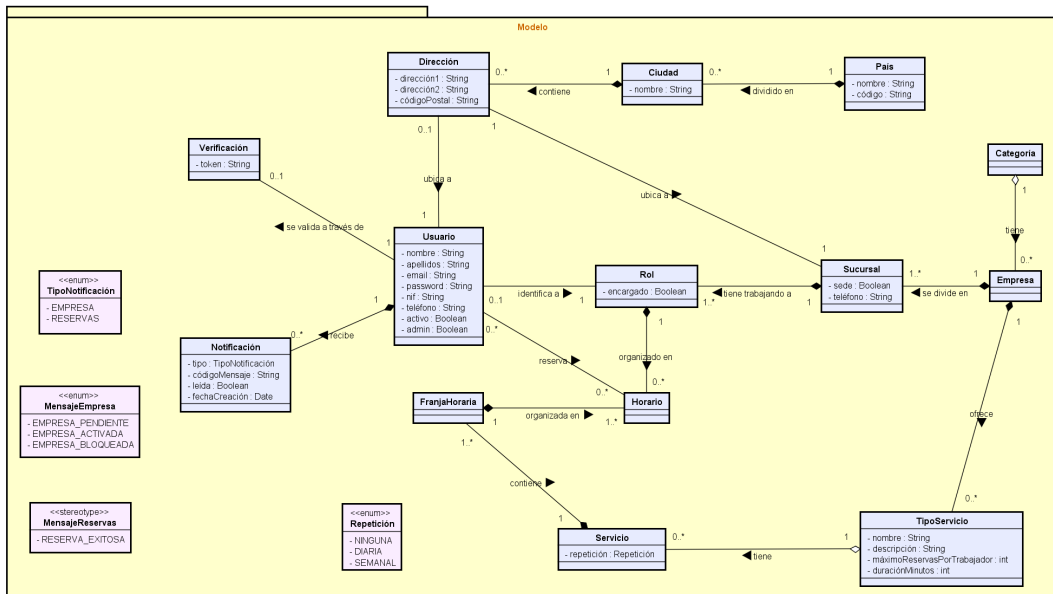 Modelo
Dirección
- dirección1 : String
- dirección2 : String
- códigoPostal : String
0..*
1
contiene
Ciudad
- nombre : String
0..*
1
dividido en
País
- nombre : String
- código : String
0..1
1
ubica a
1
1
ubica a
1
Verificación
- token : String
0..1
se valida a través de
1
Categoría
1
tiene
0..*
Usuario
- nombre : String
- apellidos : String
- email : String
- password : String
- nif : String
- teléfono : String
- activo : Boolean
- admin : Boolean
0..1
identifica a
1
Rol
- encargado : Boolean
1..*
tiene trabajando a
1
Sucursal
- sede : Boolean
- teléfono : String
1..*
se divide en
1
Empresa
<<enum>>
TipoNotificación
- EMPRESA
- RESERVAS
1
0..*
recibe
0..*
reserva
0..*
1
organizado en
0..*
1
ofrece
0..*
Notificación
- tipo : TipoNotificación
- códigoMensaje : String
- leída : Boolean
- fechaCreación : Date
<<enum>>
MensajeEmpresa
- EMPRESA_PENDIENTE
- EMPRESA_ACTIVADA
- EMPRESA_BLOQUEADA
FranjaHoraria
1
organizada en
1..*
Horario
1..*
contiene
1
<<stereotype>>
MensajeReservas
- RESERVA_EXITOSA
<<enum>>
Repetición
- NINGUNA
- DIARIA
- SEMANAL
Servicio
- repetición : Repetición
0..*
tiene
1
TipoServicio
- nombre : String
- descripción : String
- máximoReservasPorTrabajador : int
- duraciónMinutos : int